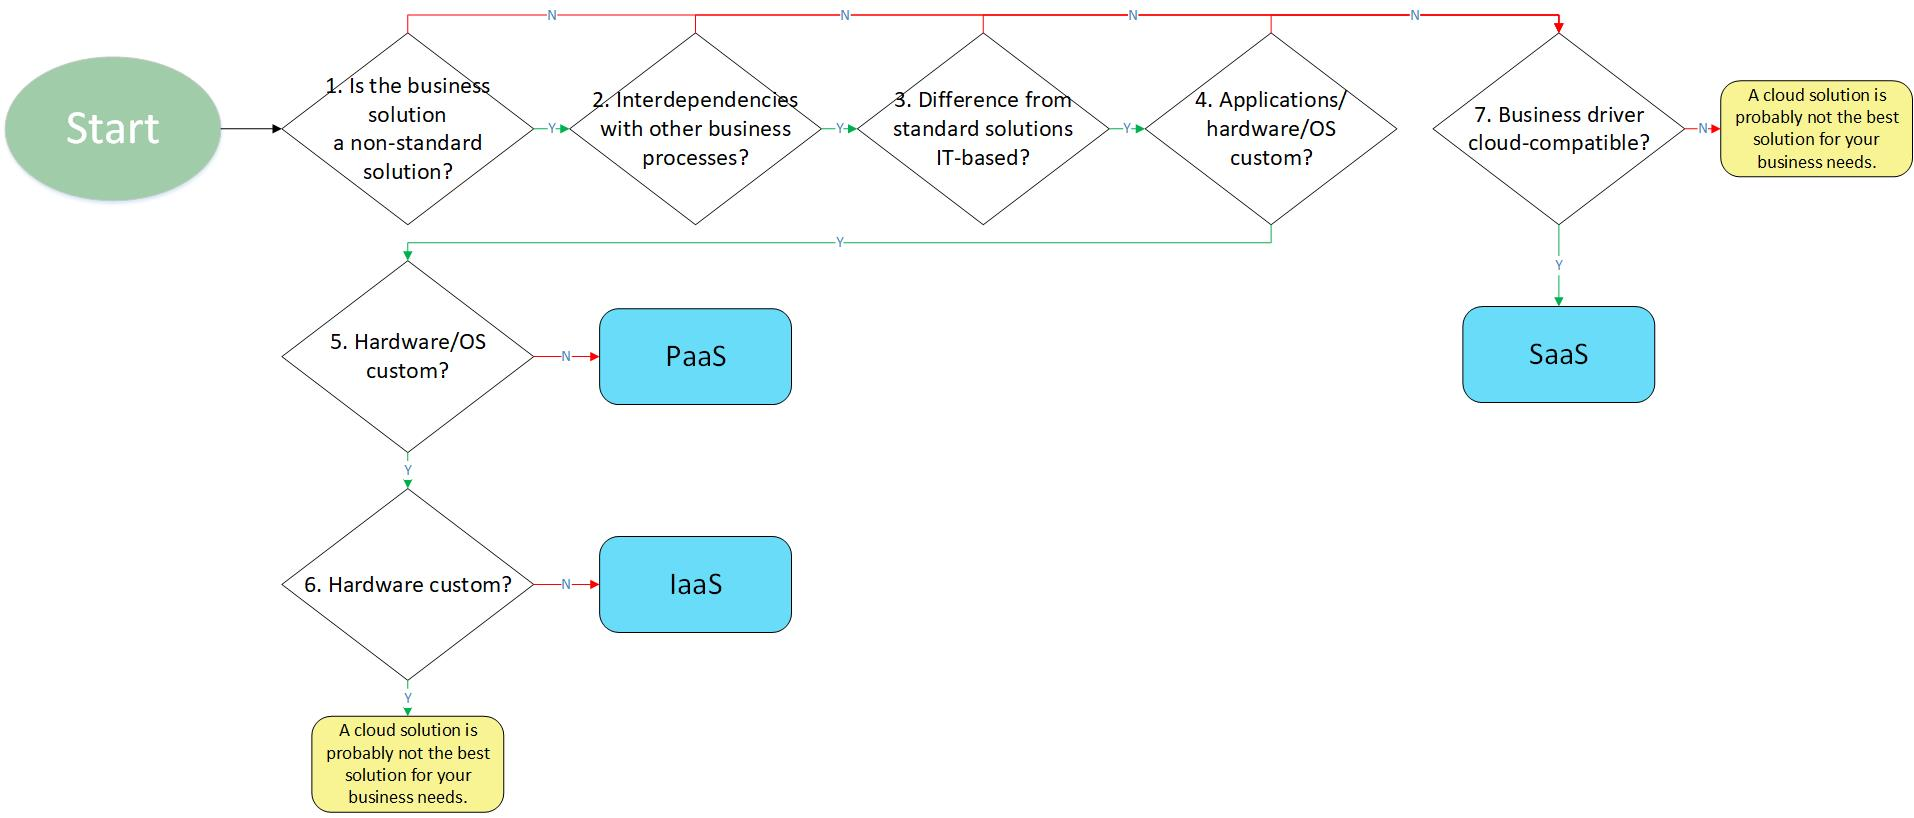 N
N
N
N
Start
1. Is the business
solution
a non-standard
solution?
Y
2. Interdependencies
with other business
processes?
Y
3. Difference from
standard solutions
IT-based?
Y
4. Applications/
hardware/OS
custom?
7. Business driver
cloud-compatible?
N
A cloud solution is
probably not the best
solution for your
business needs.
Y
Y
5. Hardware/OS
custom?
N
PaaS
SaaS
Y
6. Hardware custom?
N
IaaS
Y
A cloud solution is
probably not the best
solution for your
business needs.